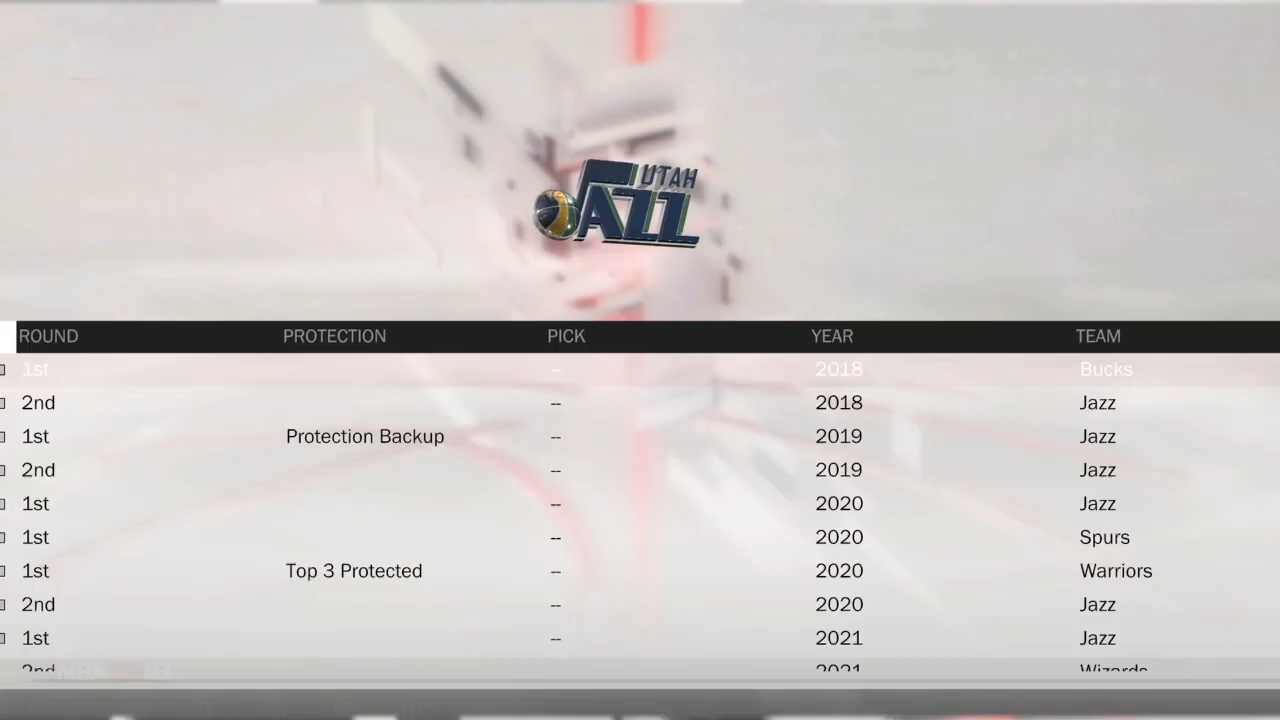 UTAH
JAZZ
ROUND PROTECTION PICK YEAR TEAM
1st -- 2018 Bucks
2nd -- 2018 Jazz
1st Protection Backup -- 2019 Jazz
2nd -- 2019 Jazz
1st -- 2020 Jazz
1st -- 2020 Spurs
1st Top 3 Protected -- 2020 Warriors
2nd -- 2020 Jazz
1st -- 2021 Jazz
2nd 2021 Wizards